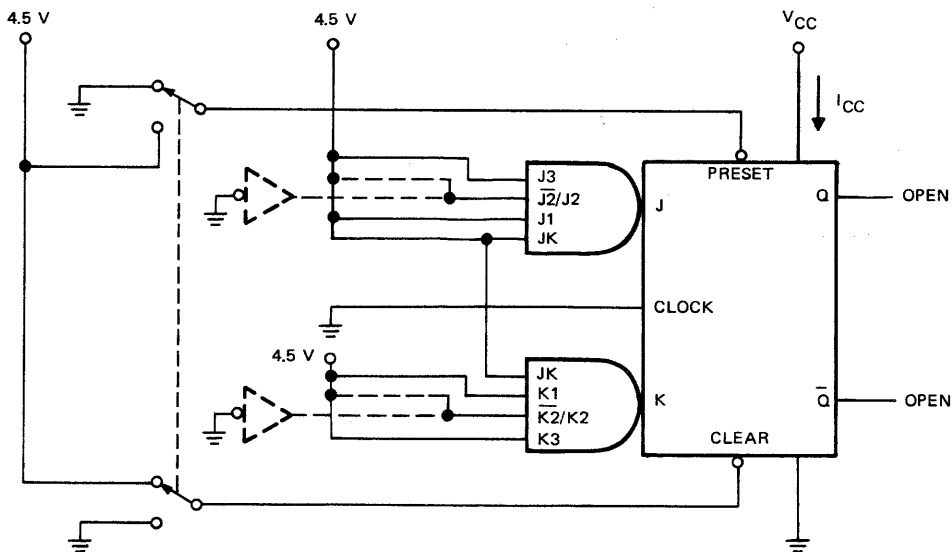 4.5 V
4.5 V
VCC
ICC
PRESET
J3
J2̅/J2
J1
JK
J
Q
OPEN
CLOCK
4.5 V
JK
K1
K2̅/K2
K3
K
Q̅
OPEN
CLEAR